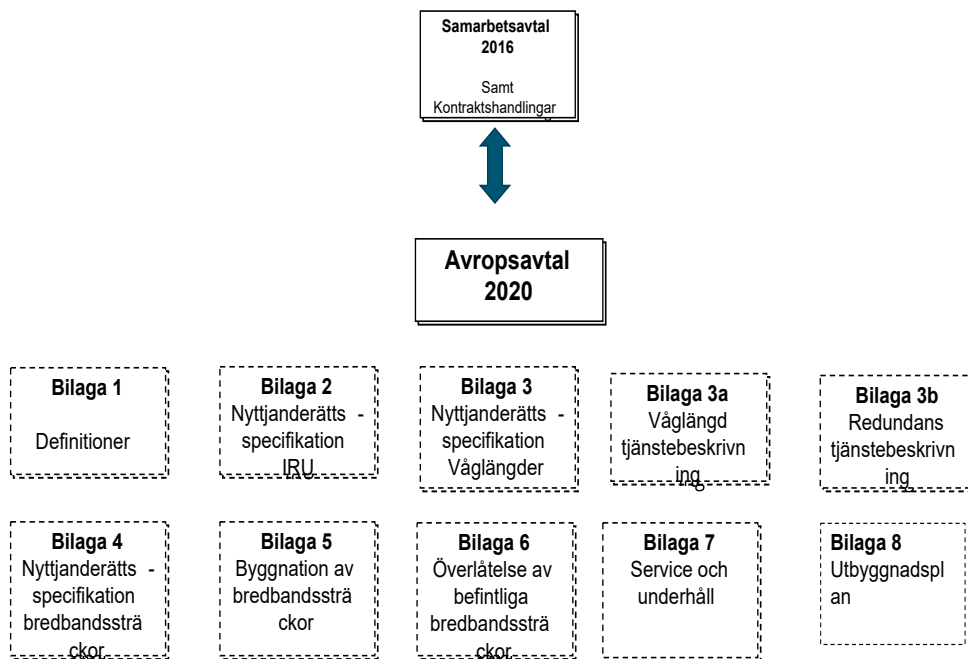 Samarbetsavtal
2016
Samt
Kontraktshandlingar
Avropsavtal
2020
Bilaga 1
Definitioner
Bilaga 2
Nyttjanderätts -
specifikation
IRU
Bilaga 3
Nyttjanderätts -
specifikation
Våglängder
Bilaga 3a
Våglängd
tjänstebeskrivn
ing
Bilaga 3b
Redundans
tjänstebeskrivn
ing
Bilaga 4
Nyttjanderätts -
specifikation
bredbandssträ
ckor
Bilaga 5
Byggnation av
bredbandssträ
ckor
Bilaga 6
Överlåtelse av
befintliga
bredbandssträ
ckor
Bilaga 7
Service och
underhåll
Bilaga 8
Utbyggnadspl
an